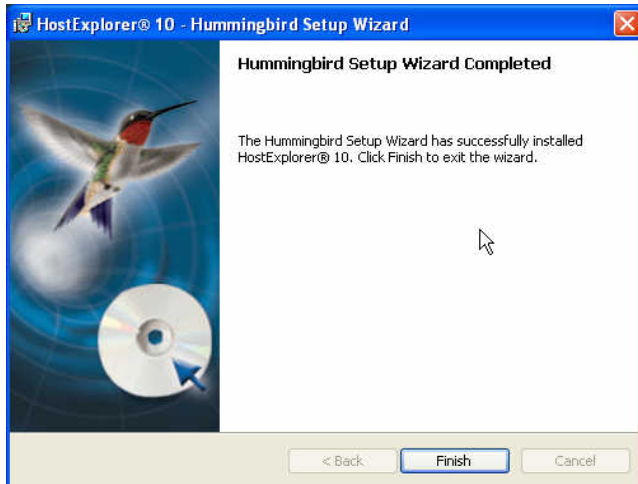 HostExplorer® 10 - Hummingbird Setup Wizard
Hummingbird Setup Wizard Completed
The Hummingbird Setup Wizard has successfully installed
HostExplorer® 10. Click Finish to exit the wizard.
< Back
Finish
Cancel